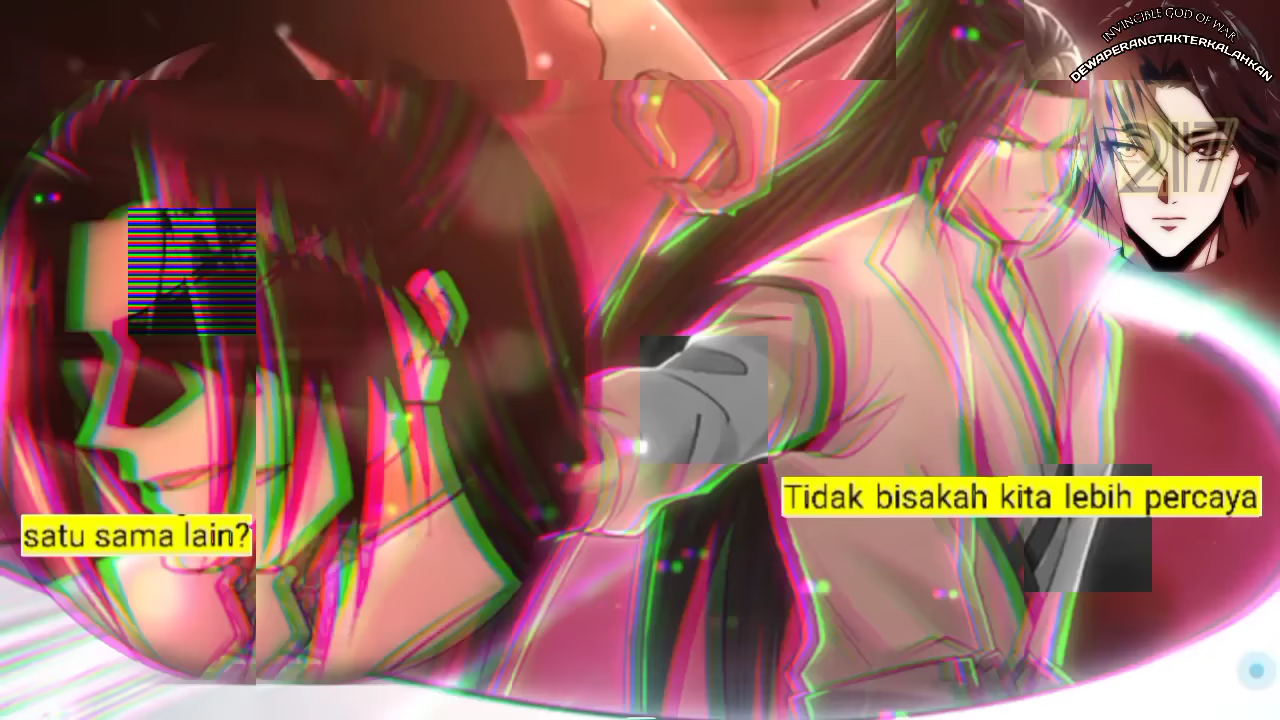 INVINCIBLE GOD OF WAR
DEWAPERANGTAKTERKALAHKAN
217
Tidak bisakah kita lebih percaya
satu sama lain?